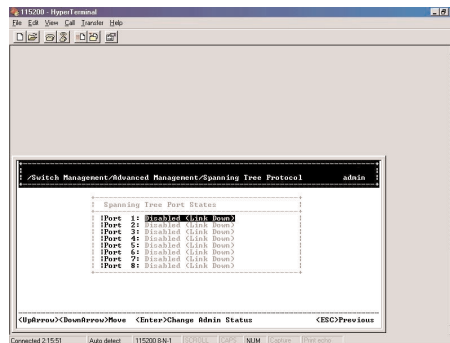 115200 - HyperTerminal
File Edit View Call Transfer Help
/Switch Management/Advanced Management/Spanning Tree Protocol admin
Spanning Tree Port States
Port 1: Disabled (Link Down)
Port 2: Disabled (Link Down)
Port 3: Disabled (Link Down)
Port 4: Disabled (Link Down)
Port 5: Disabled (Link Down)
Port 6: Disabled (Link Down)
Port 7: Disabled (Link Down)
Port 8: Disabled (Link Down)
<UpArrow><DownArrow>Move <Enter>Change Admin Status <ESC>Previous
Connected 2:15:51 Auto detect 115200 8-N-1 SCROLL CAPS NUM Capture Print echo